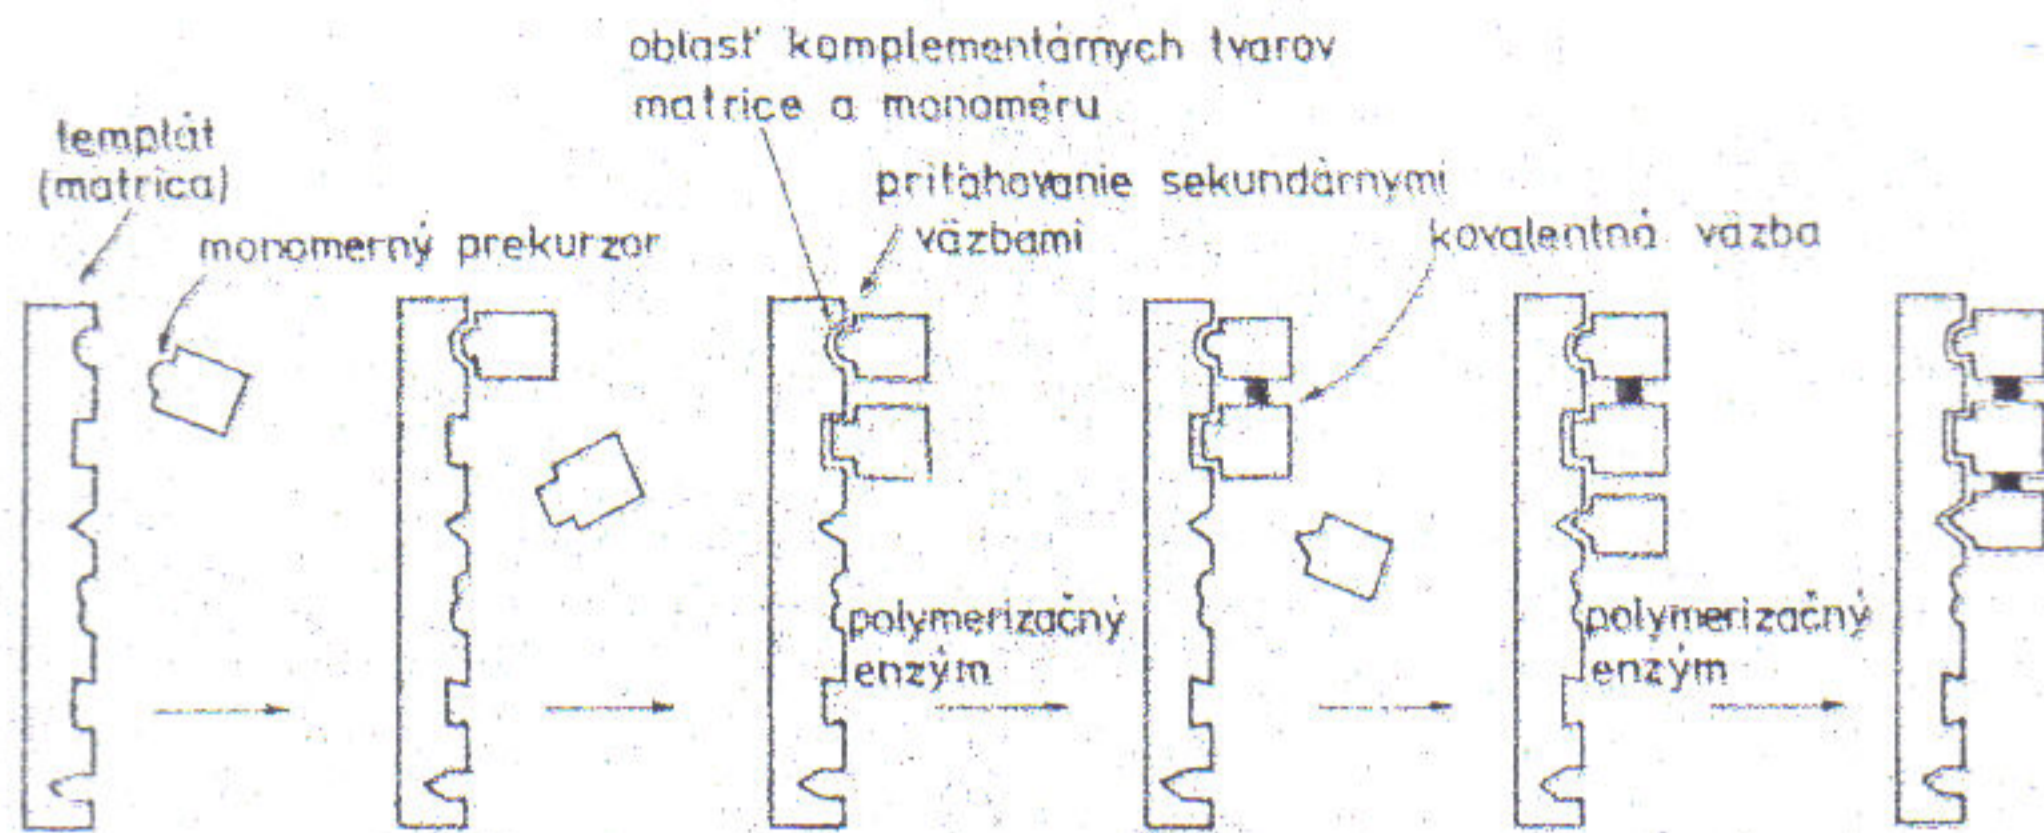 oblasť komplementárnych tvarov
matrice a monoméru
templát
(matrica)
priťahovanie sekundárnymi
väzbami
monomerný prekurzor
kovalentná väzba
polymerizačný
enzým
polymerizačný
enzým